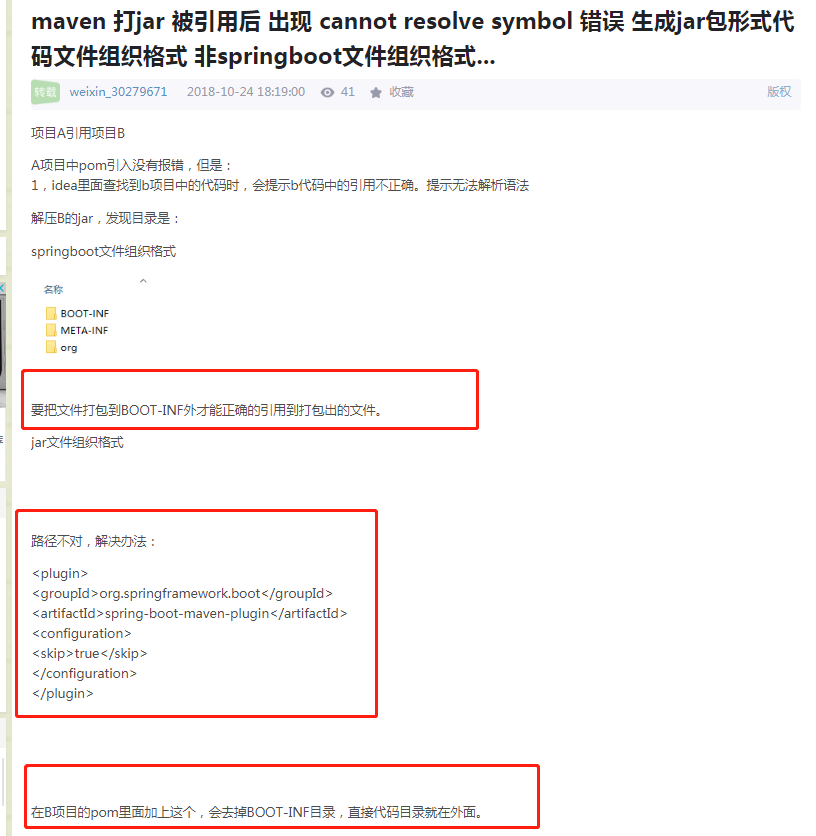 maven 打jar 被引用后 出现 cannot resolve symbol 错误 生成jar包形式代
码文件组织格式 非springboot文件组织格式...
转载 weixin_30279671 2018-10-24 18:19:00 41 收藏 版权
项目A引用项目B
A项目中pom引入没有报错，但是：
1，idea里面查找到b项目中的代码时，会提示b代码中的引用不正确。提示无法解析语法
解压B的jar，发现目录是：
springboot文件组织格式
名称
BOOT-INF
META-INF
org
要把文件打包到BOOT-INF外才能正确的引用到打包出的文件。
jar文件组织格式
路径不对，解决办法：
<plugin>
<groupId>org.springframework.boot</groupId>
<artifactId>spring-boot-maven-plugin</artifactId>
<configuration>
<skip>true</skip>
</configuration>
</plugin>
在B项目的pom里面加上这个，会去掉BOOT-INF目录，直接代码目录就在外面。